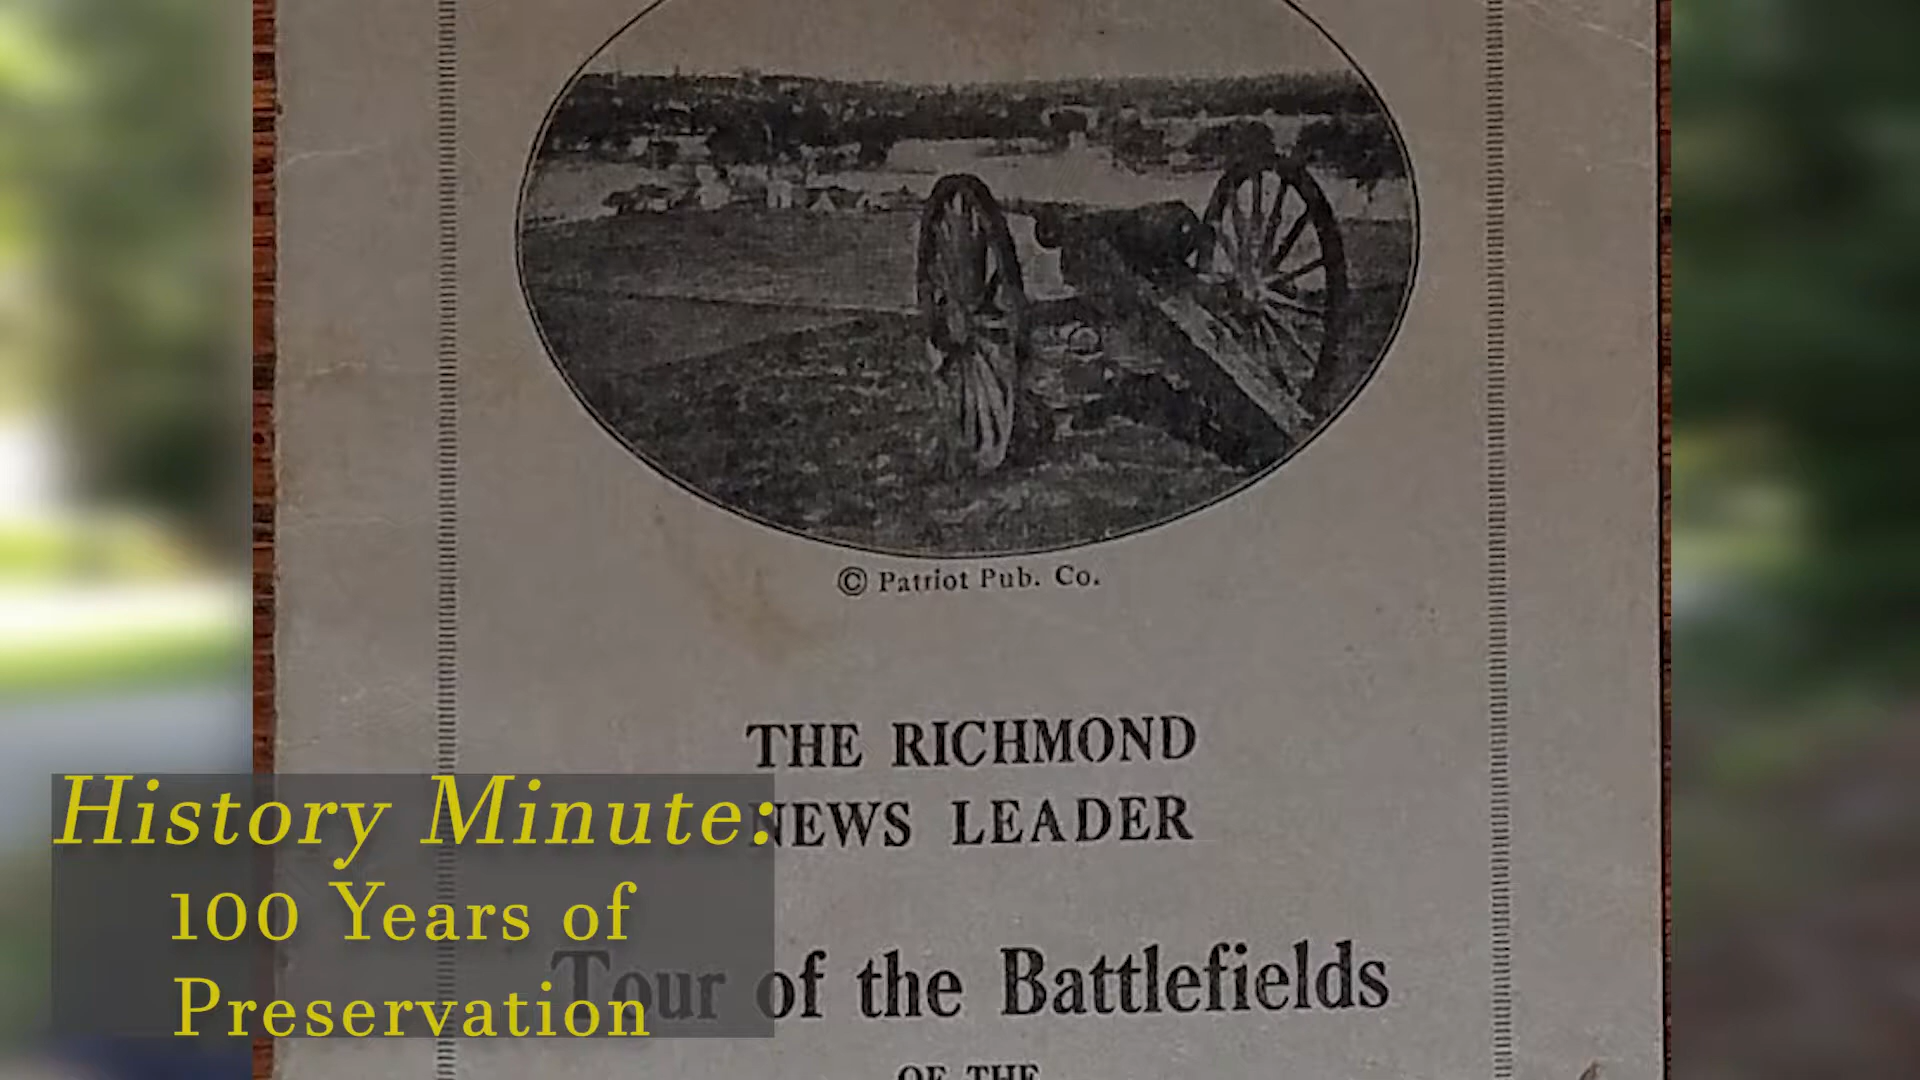 © Patriot Pub. Co.
THE RICHMOND
NEWS LEADER
Tour of the Battlefields
OF THE
History Minute:
100 Years of
Preservation